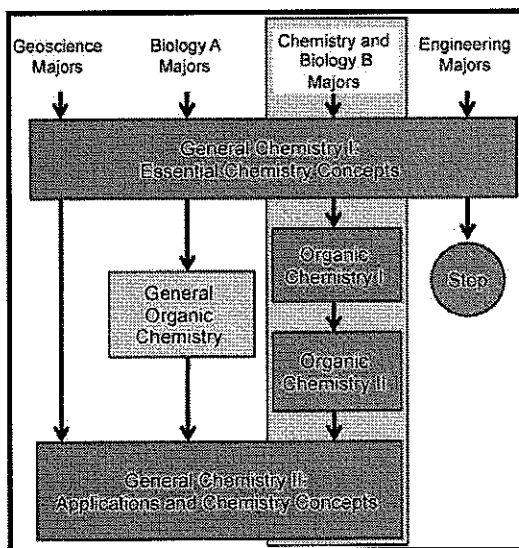 Geoscience
Majors
Biology A
Majors
Chemistry and
Biology B
Majors
Engineering
Majors
General Chemistry I:
Essential Chemistry Concepts
General
Organic
Chemistry
Organic
Chemistry I
Organic
Chemistry II
Stop
General Chemistry II:
Applications and Chemistry Concepts